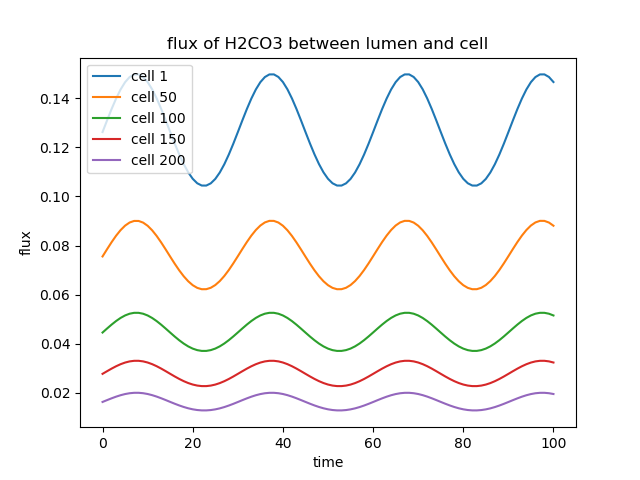 flux of H2CO3 between lumen and cell
cell 1
cell 50
cell 100
cell 150
cell 200
flux
0.14
0.12
0.10
0.08
0.06
0.04
0.02
0
20
40
60
80
100
time